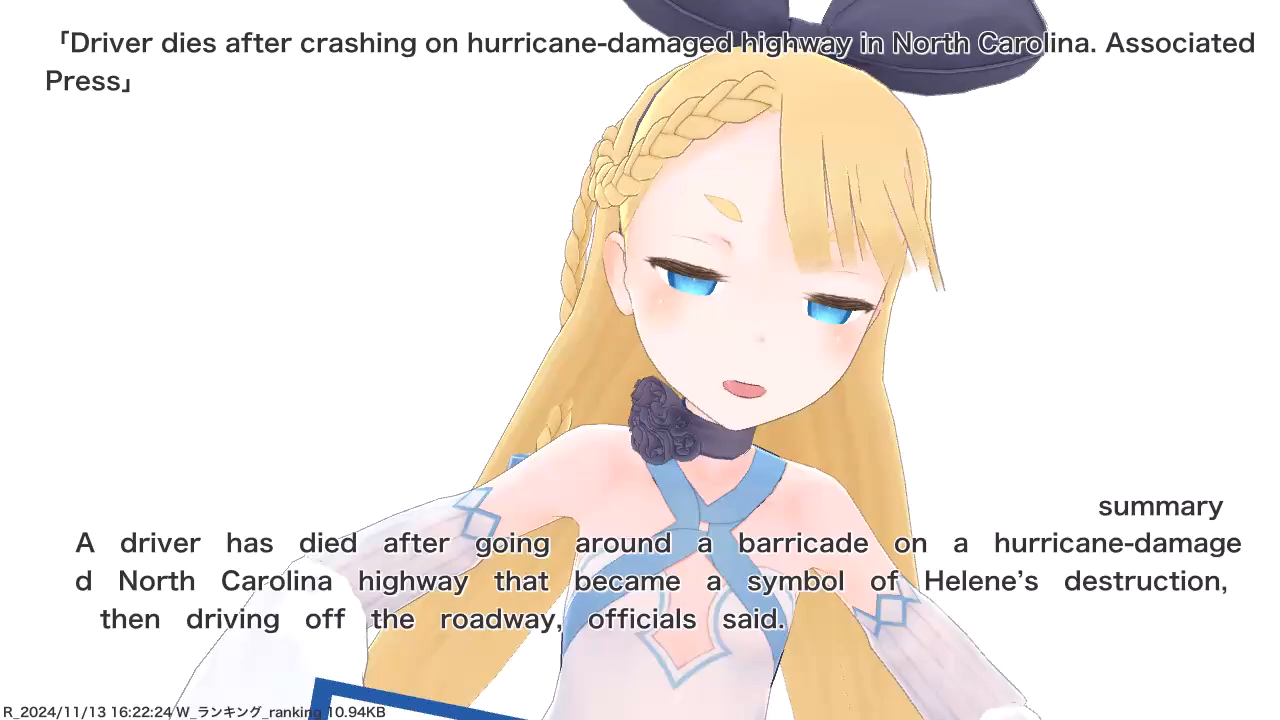 「Driver dies after crashing on hurricane-damaged highway in North Carolina. Associated
Press」
summary
A driver has died after going around a barricade on a hurricane-damage
d North Carolina highway that became a symbol of Helene’s destruction,
then driving off the roadway, officials said.
R_2024/11/13 16:22:24 W_ランキング_ranking 10.94KB